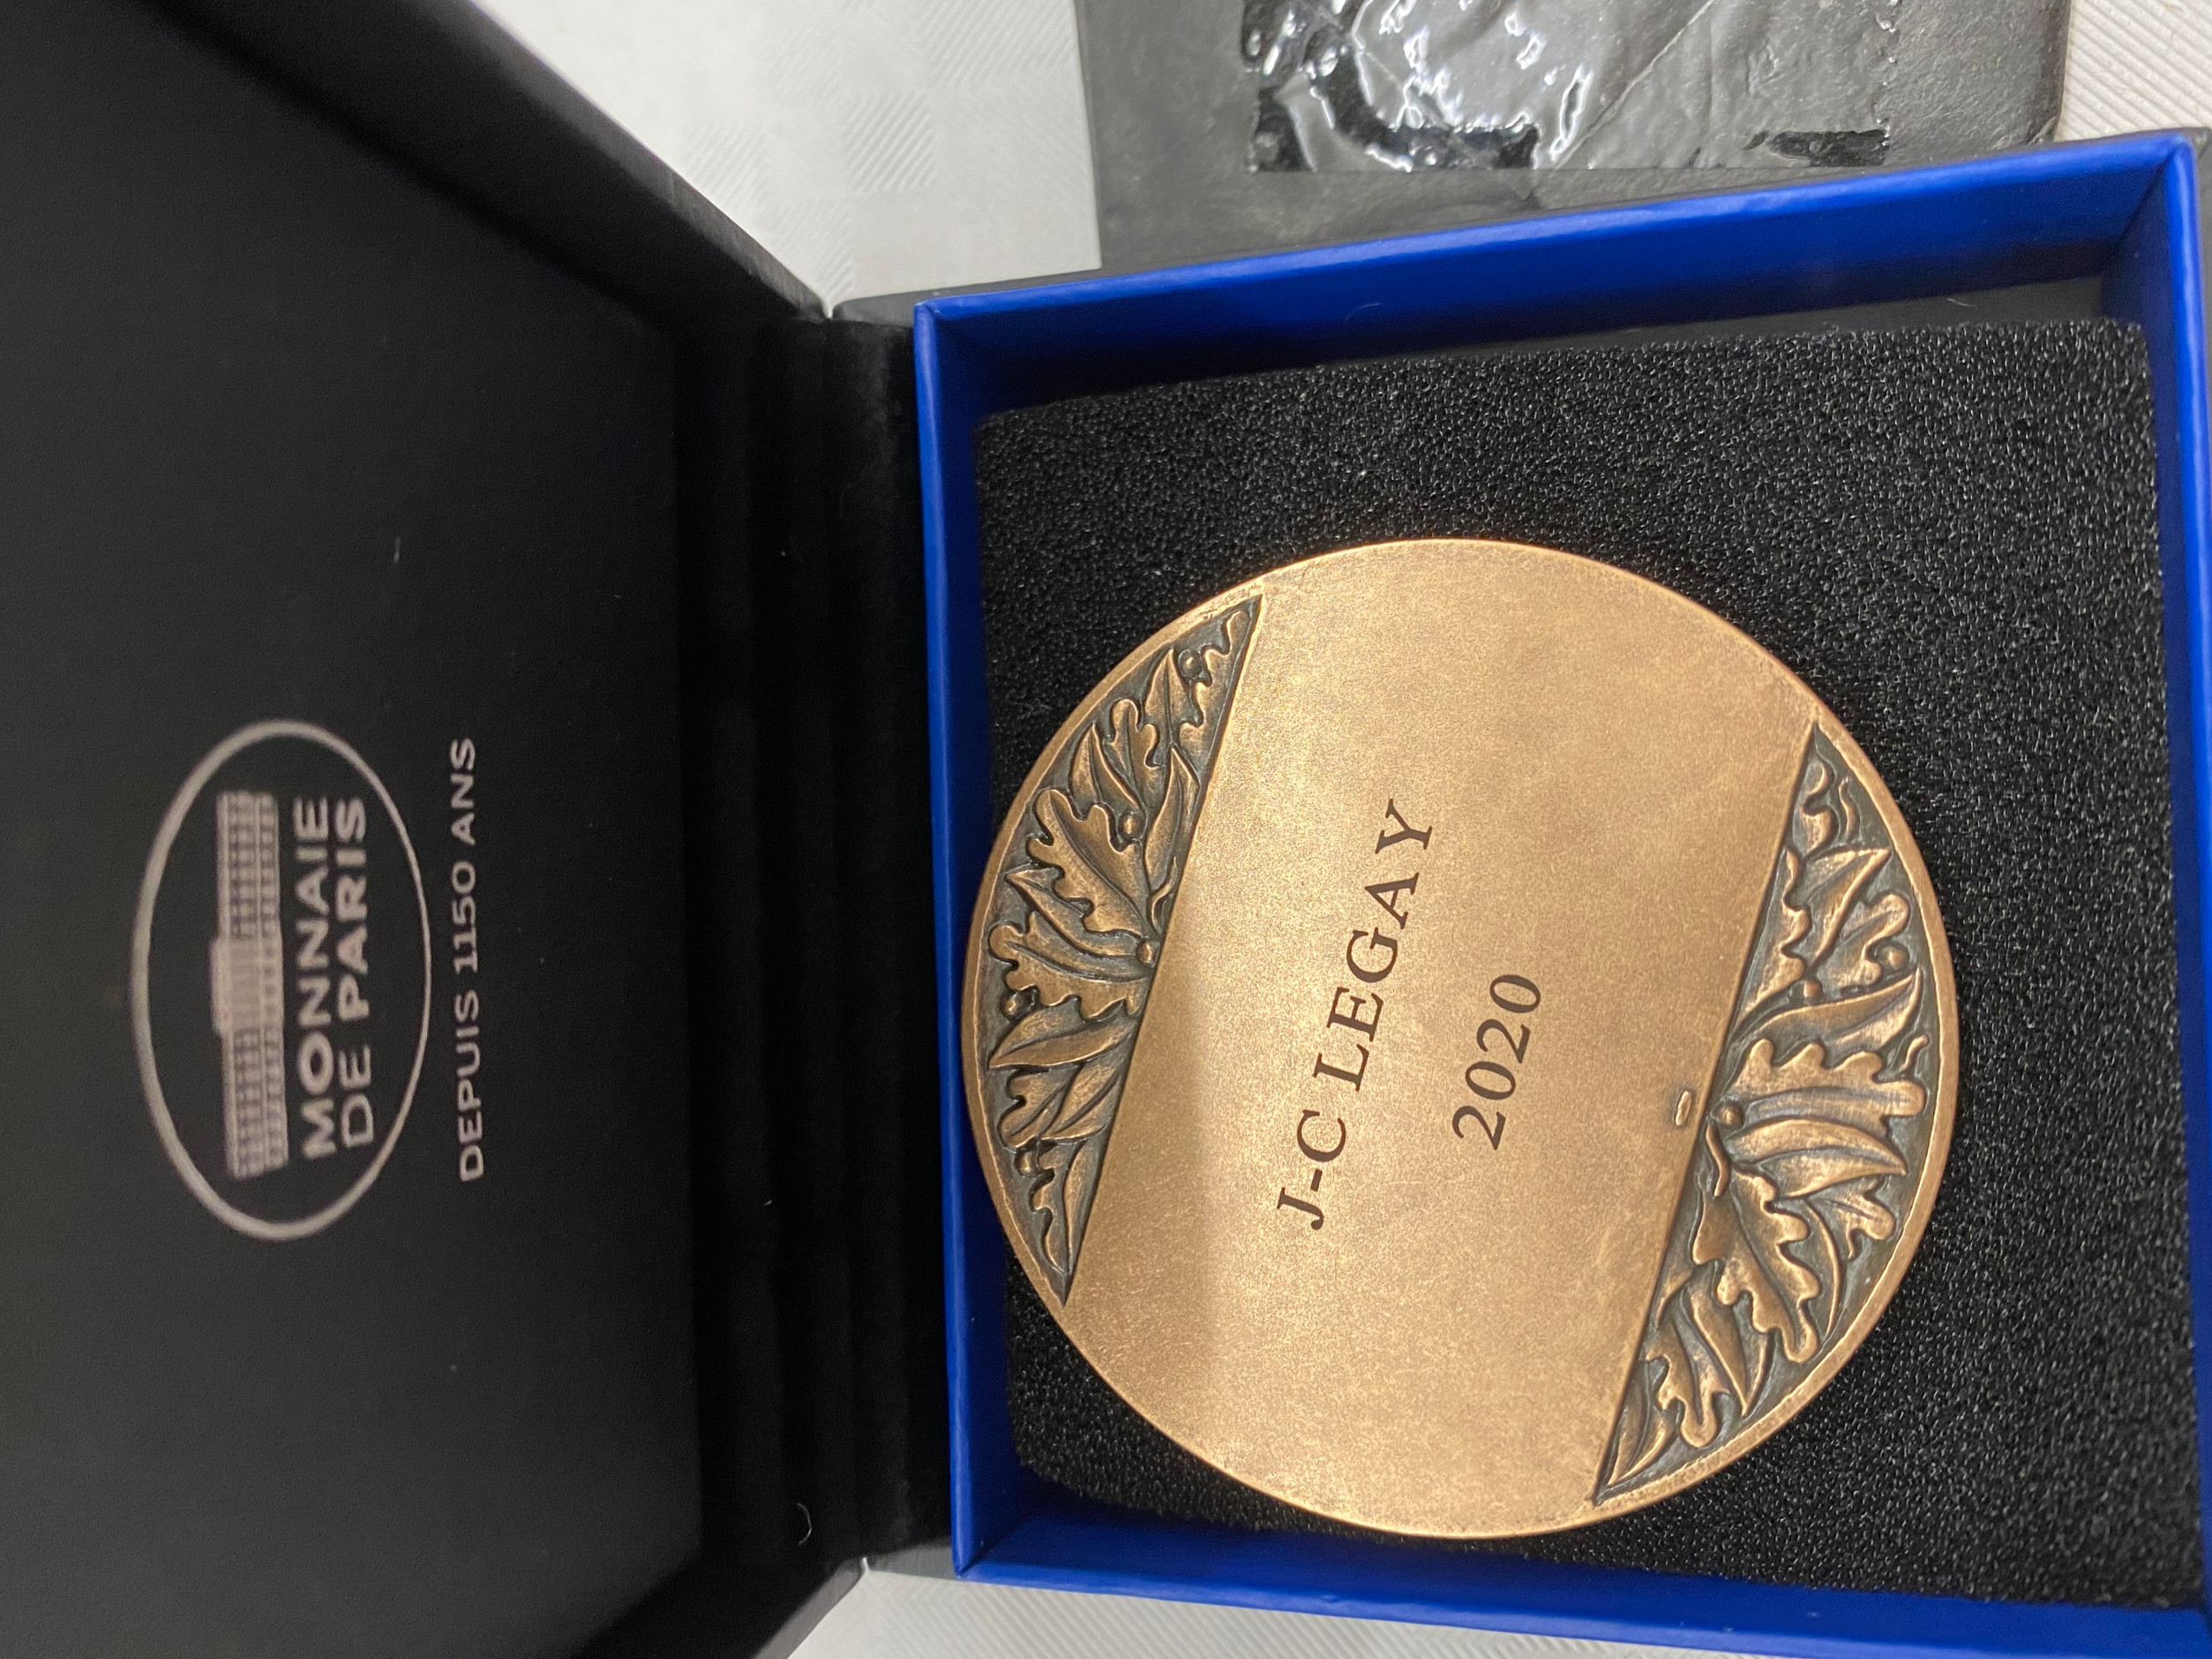 MONNAIE
DE PARIS
DEPUIS 1150 ANS
J-C LEGAY
2020